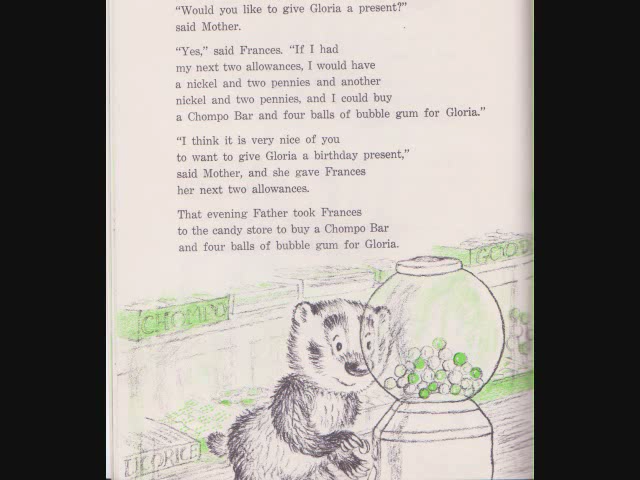 "Would you like to give Gloria a present?"
said Mother.
"Yes," said Frances. "If I had
my next two allowances, I would have
a nickel and two pennies and another
nickel and two pennies, and I could buy
a Chompo Bar and four balls of bubble gum for Gloria."
"I think it is very nice of you
to want to give Gloria a birthday present,"
said Mother, and she gave Frances
her next two allowances.
That evening Father took Frances
to the candy store to buy a Chompo Bar
and four balls of bubble gum for Gloria.
CHOMPO
LICORICE